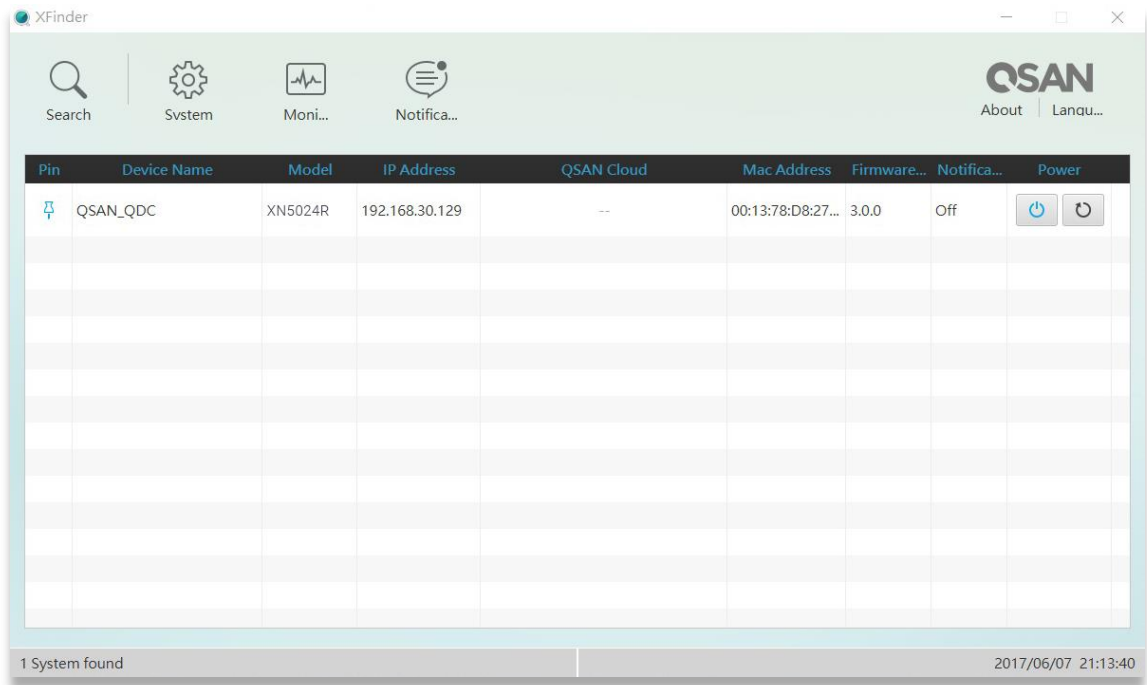 XFinder
Search
System
Moni...
Notifica...
QSAN
About
Langu...
Pin Device Name Model IP Address QSAN Cloud Mac Address Firmware... Notifica... Power
QSAN_QDC XN5024R 192.168.30.129 -- 00:13:78:D8:27... 3.0.0 Off
1 System found
2017/06/07 21:13:40